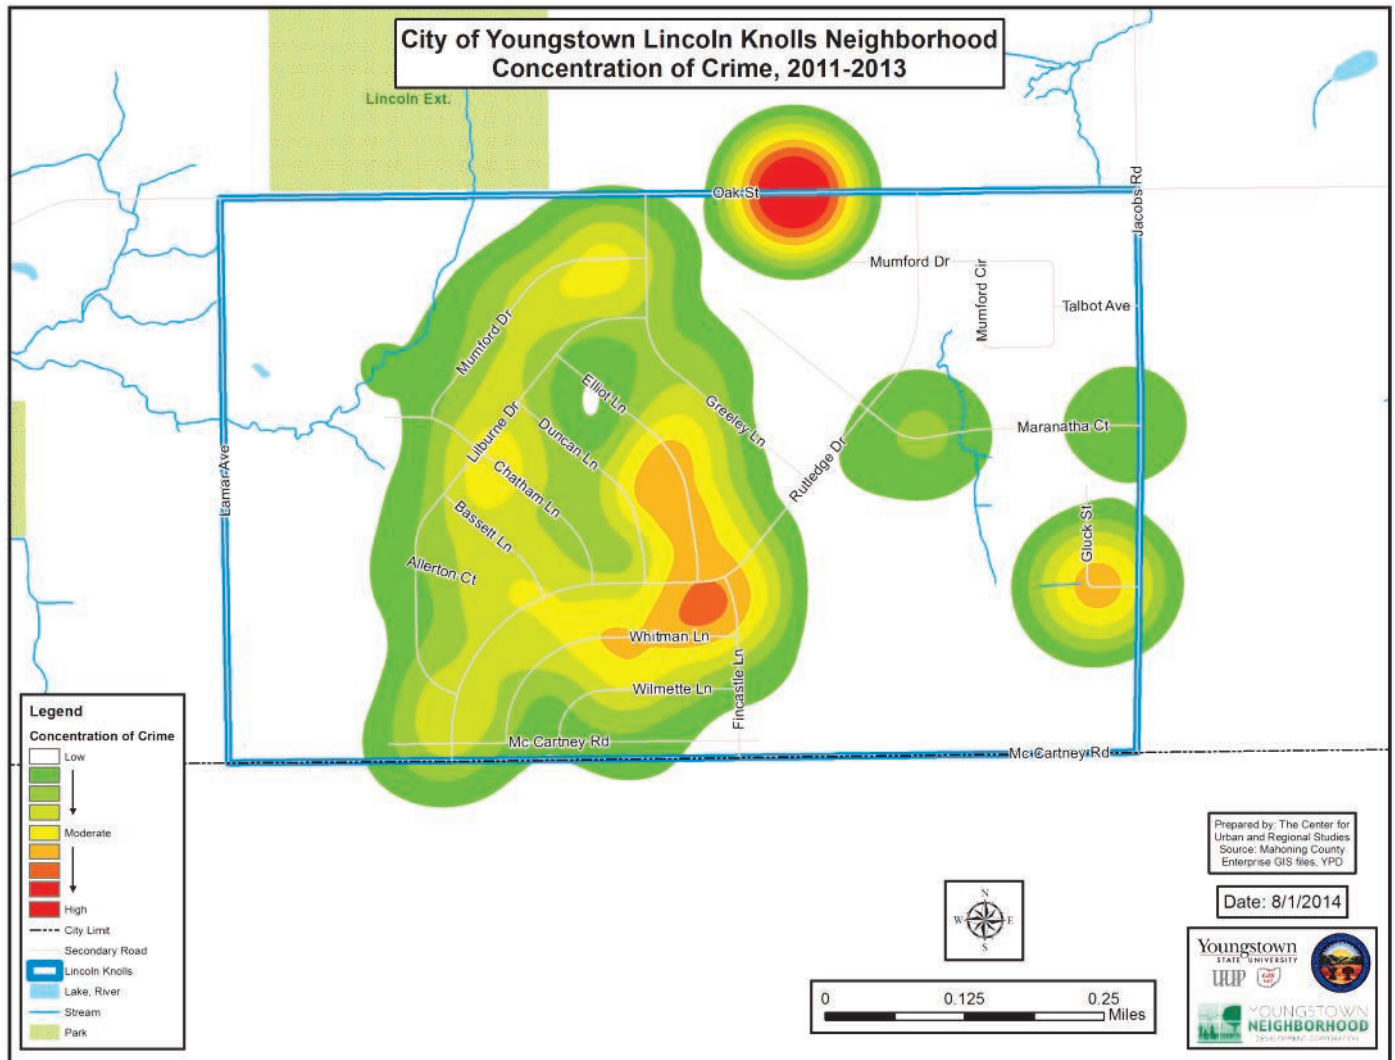 City of Youngstown Lincoln Knolls Neighborhood
Concentration of Crime, 2011-2013
Lincoln Ext.
Oak St
Jacobs Rd
Mumford Dr
Mumford Cir
Talbot Ave
Mumford Dr
Elliot Ln
Greeley Ln
Lilburne Dr
Duncan Ln
Maranatha Ct
Rutledge Dr
Lamar Ave
Chatham Ln
Bassett Ln
Gluck St
Allerton Ct
Whitman Ln
Fincastle Ln
Wilmette Ln
Mc Cartney Rd
Mc Cartney Rd
Legend
Concentration of Crime
Low
Moderate
High
City Limit
Secondary Road
Lincoln Knolls
Lake, River
Stream
Park
N
W E
S
0 0.125 0.25
Miles
Prepared by: The Center for
Urban and Regional Studies
Source: Mahoning County
Enterprise GIS files, YPD
Date: 8/1/2014
Youngstown
STATE UNIVERSITY
GIS
YOUNGSTOWN
NEIGHBORHOOD
DEVELOPMENT CORPORATION